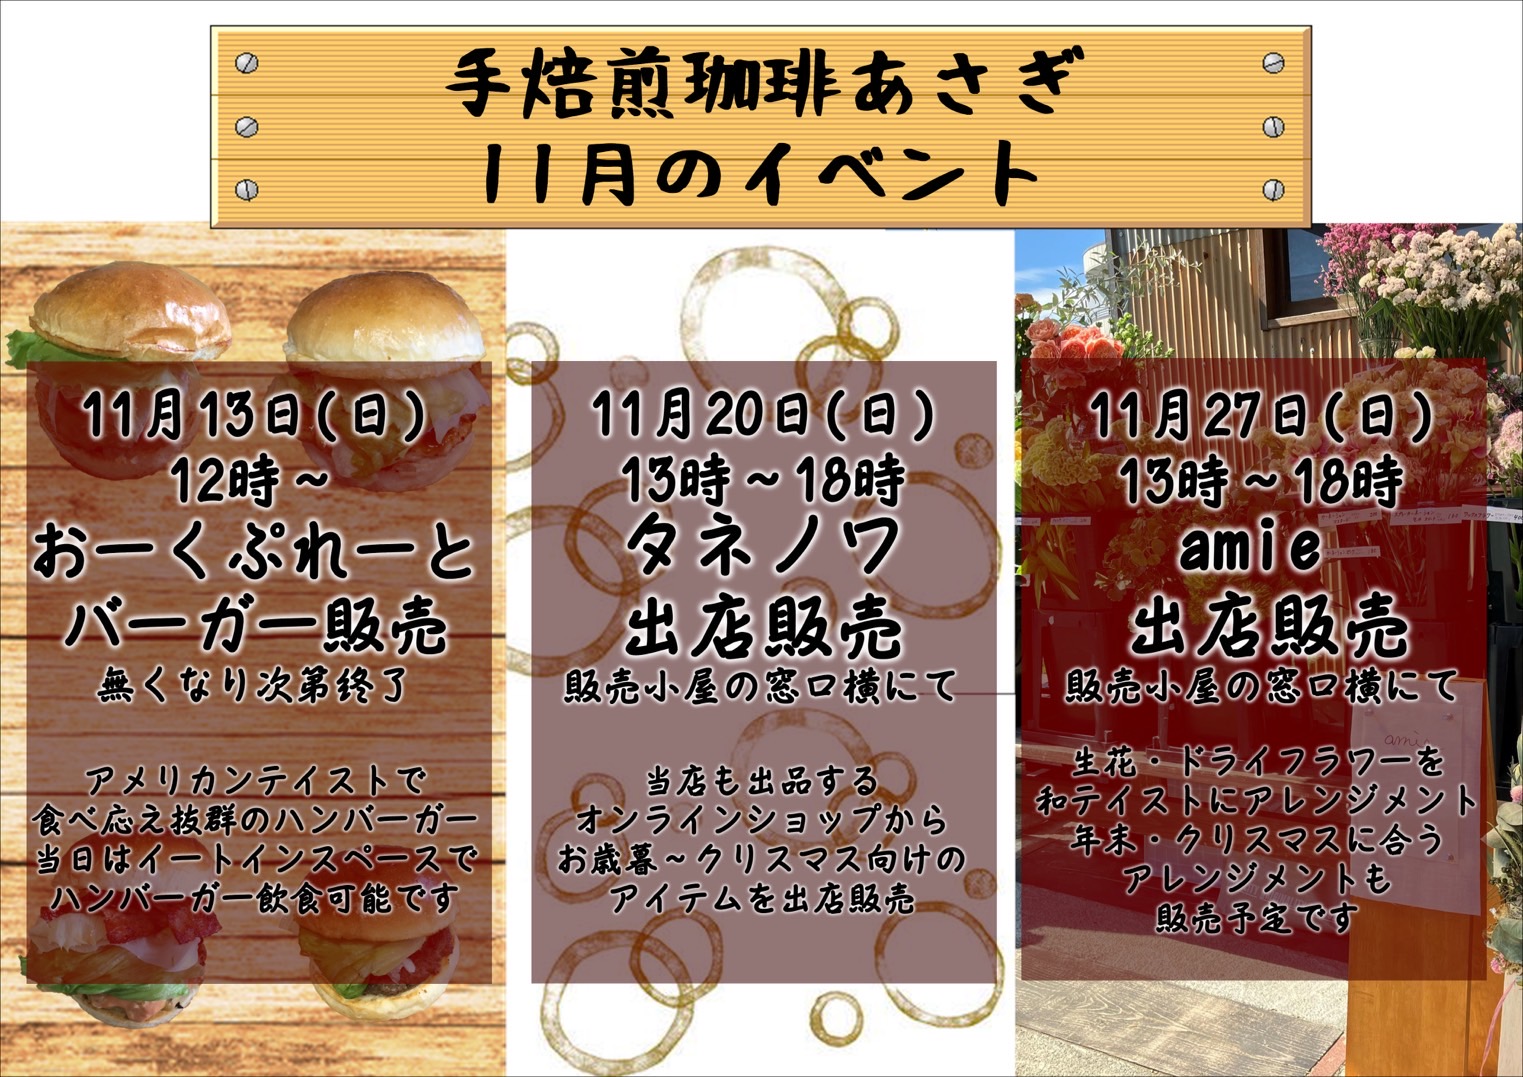 手焙煎珈琲あさぎ
11月のイベント
11月13日(日)
12時~
おーくぷれーと
バーガー販売
無くなり次第終了
アメリカンテイストで
食べ応え抜群のハンバーガー
当日はイートインスペースで
ハンバーガー飲食可能です
11月20日(日)
13時~18時
タネノワ
出店販売
販売小屋の窓口横にて
当店も出品する
オンラインショップから
お歳暮~クリスマス向けの
アイテムを出店販売
11月27日(日)
13時~18時
amie
出店販売
販売小屋の窓口横にて
生花・ドライフラワーを
和テイストにアレンジメント
年末・クリスマスに合う
アレンジメントも
販売予定です
amie